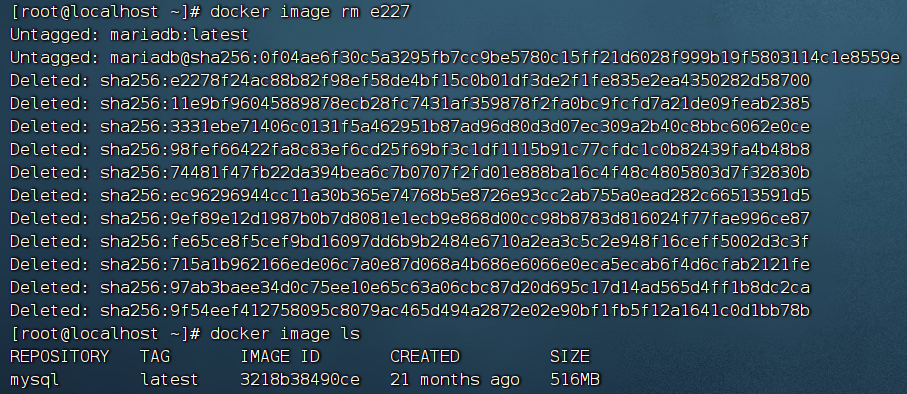 [root@localhost ~]# docker image rm e227
Untagged: mariadb:latest
Untagged: mariadb@sha256:0f04ae6f30c5a3295fb7cc9be5780c15ff21d6028f999b19f5803114c1e8559e
Deleted: sha256:e2278f24ac88b82f98ef58de4bf15c0b01df3de2f1fe835e2ea4350282d58700
Deleted: sha256:11e9bf96045889878ecb28fc7431af359878f2fa0bc9fcfd7a21de09feab2385
Deleted: sha256:3331ebe71406c0131f5a462951b87ad96d80d3d07ec309a2b40c8bbc6062e0ce
Deleted: sha256:98fef66422fa8c83ef6cd25f69bf3c1df1115b91c77cfdc1c0b82439fa4b48b8
Deleted: sha256:74481f47fb22da394bea6c7b0707f2fd01e888ba16c4f48c4805803d7f32830b
Deleted: sha256:ec96296944cc11a30b365e74768b5e8726e93cc2ab755a0ead282c66513591d5
Deleted: sha256:9ef89e12d1987b0b7d8081e1ecb9e868d00cc98b8783d816024f77fae996ce87
Deleted: sha256:fe65ce8f5cef9bd16097dd6b9b2484e6710a2ea3c5c2e948f16ceff5002d3c3f
Deleted: sha256:715a1b962166ede06c7a0e87d068a4b686e6066e0eca5ecab6f4d6cfab2121fe
Deleted: sha256:97ab3baee34d0c75ee10e65c63a06cbc87d20d695c17d14ad565d4ff1b8dc2ca
Deleted: sha256:9f54eef412758095c8079ac465d494a2872e02e90bf1fb5f12a1641c0d1bb78b
[root@localhost ~]# docker image ls
REPOSITORY   TAG       IMAGE ID       CREATED         SIZE
mysql        latest    3218b38490ce   21 months ago   516MB